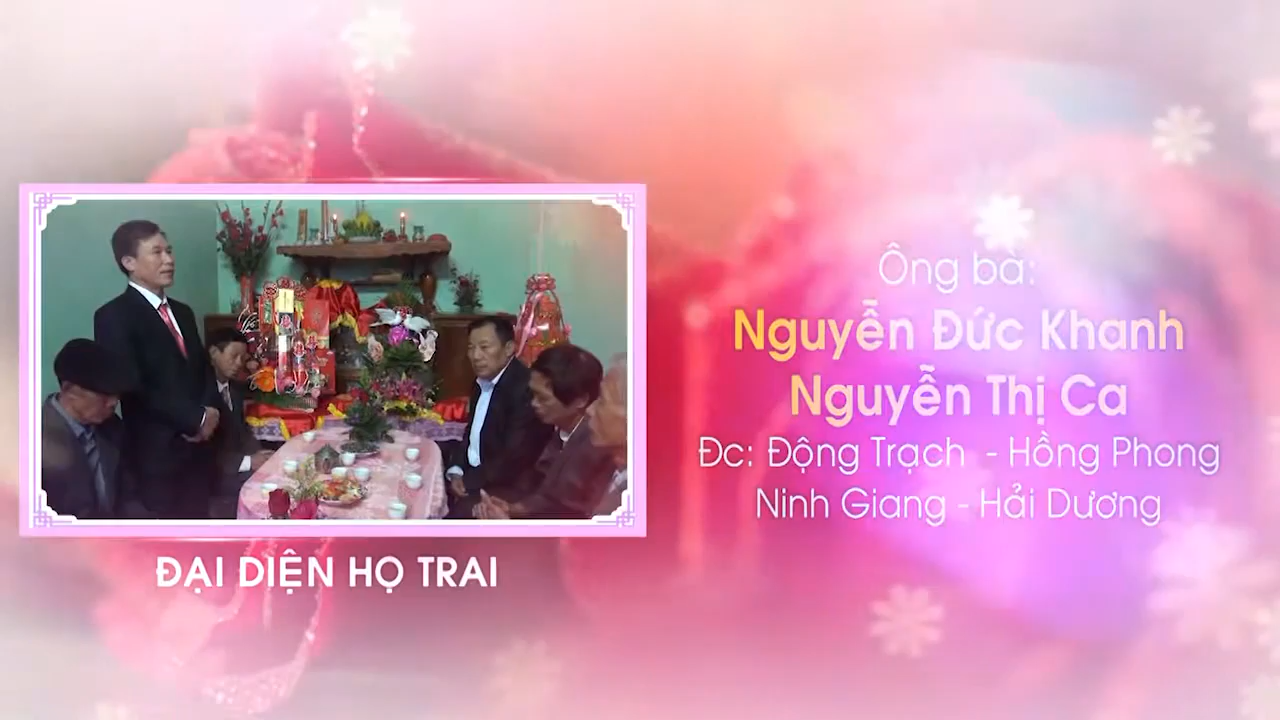 Ông bà:
Nguyễn Đức Khanh
Nguyễn Thị Ca
Đc: Động Trạch - Hồng Phong
Ninh Giang - Hải Dương
ĐẠI DIỆN HỌ TRAI